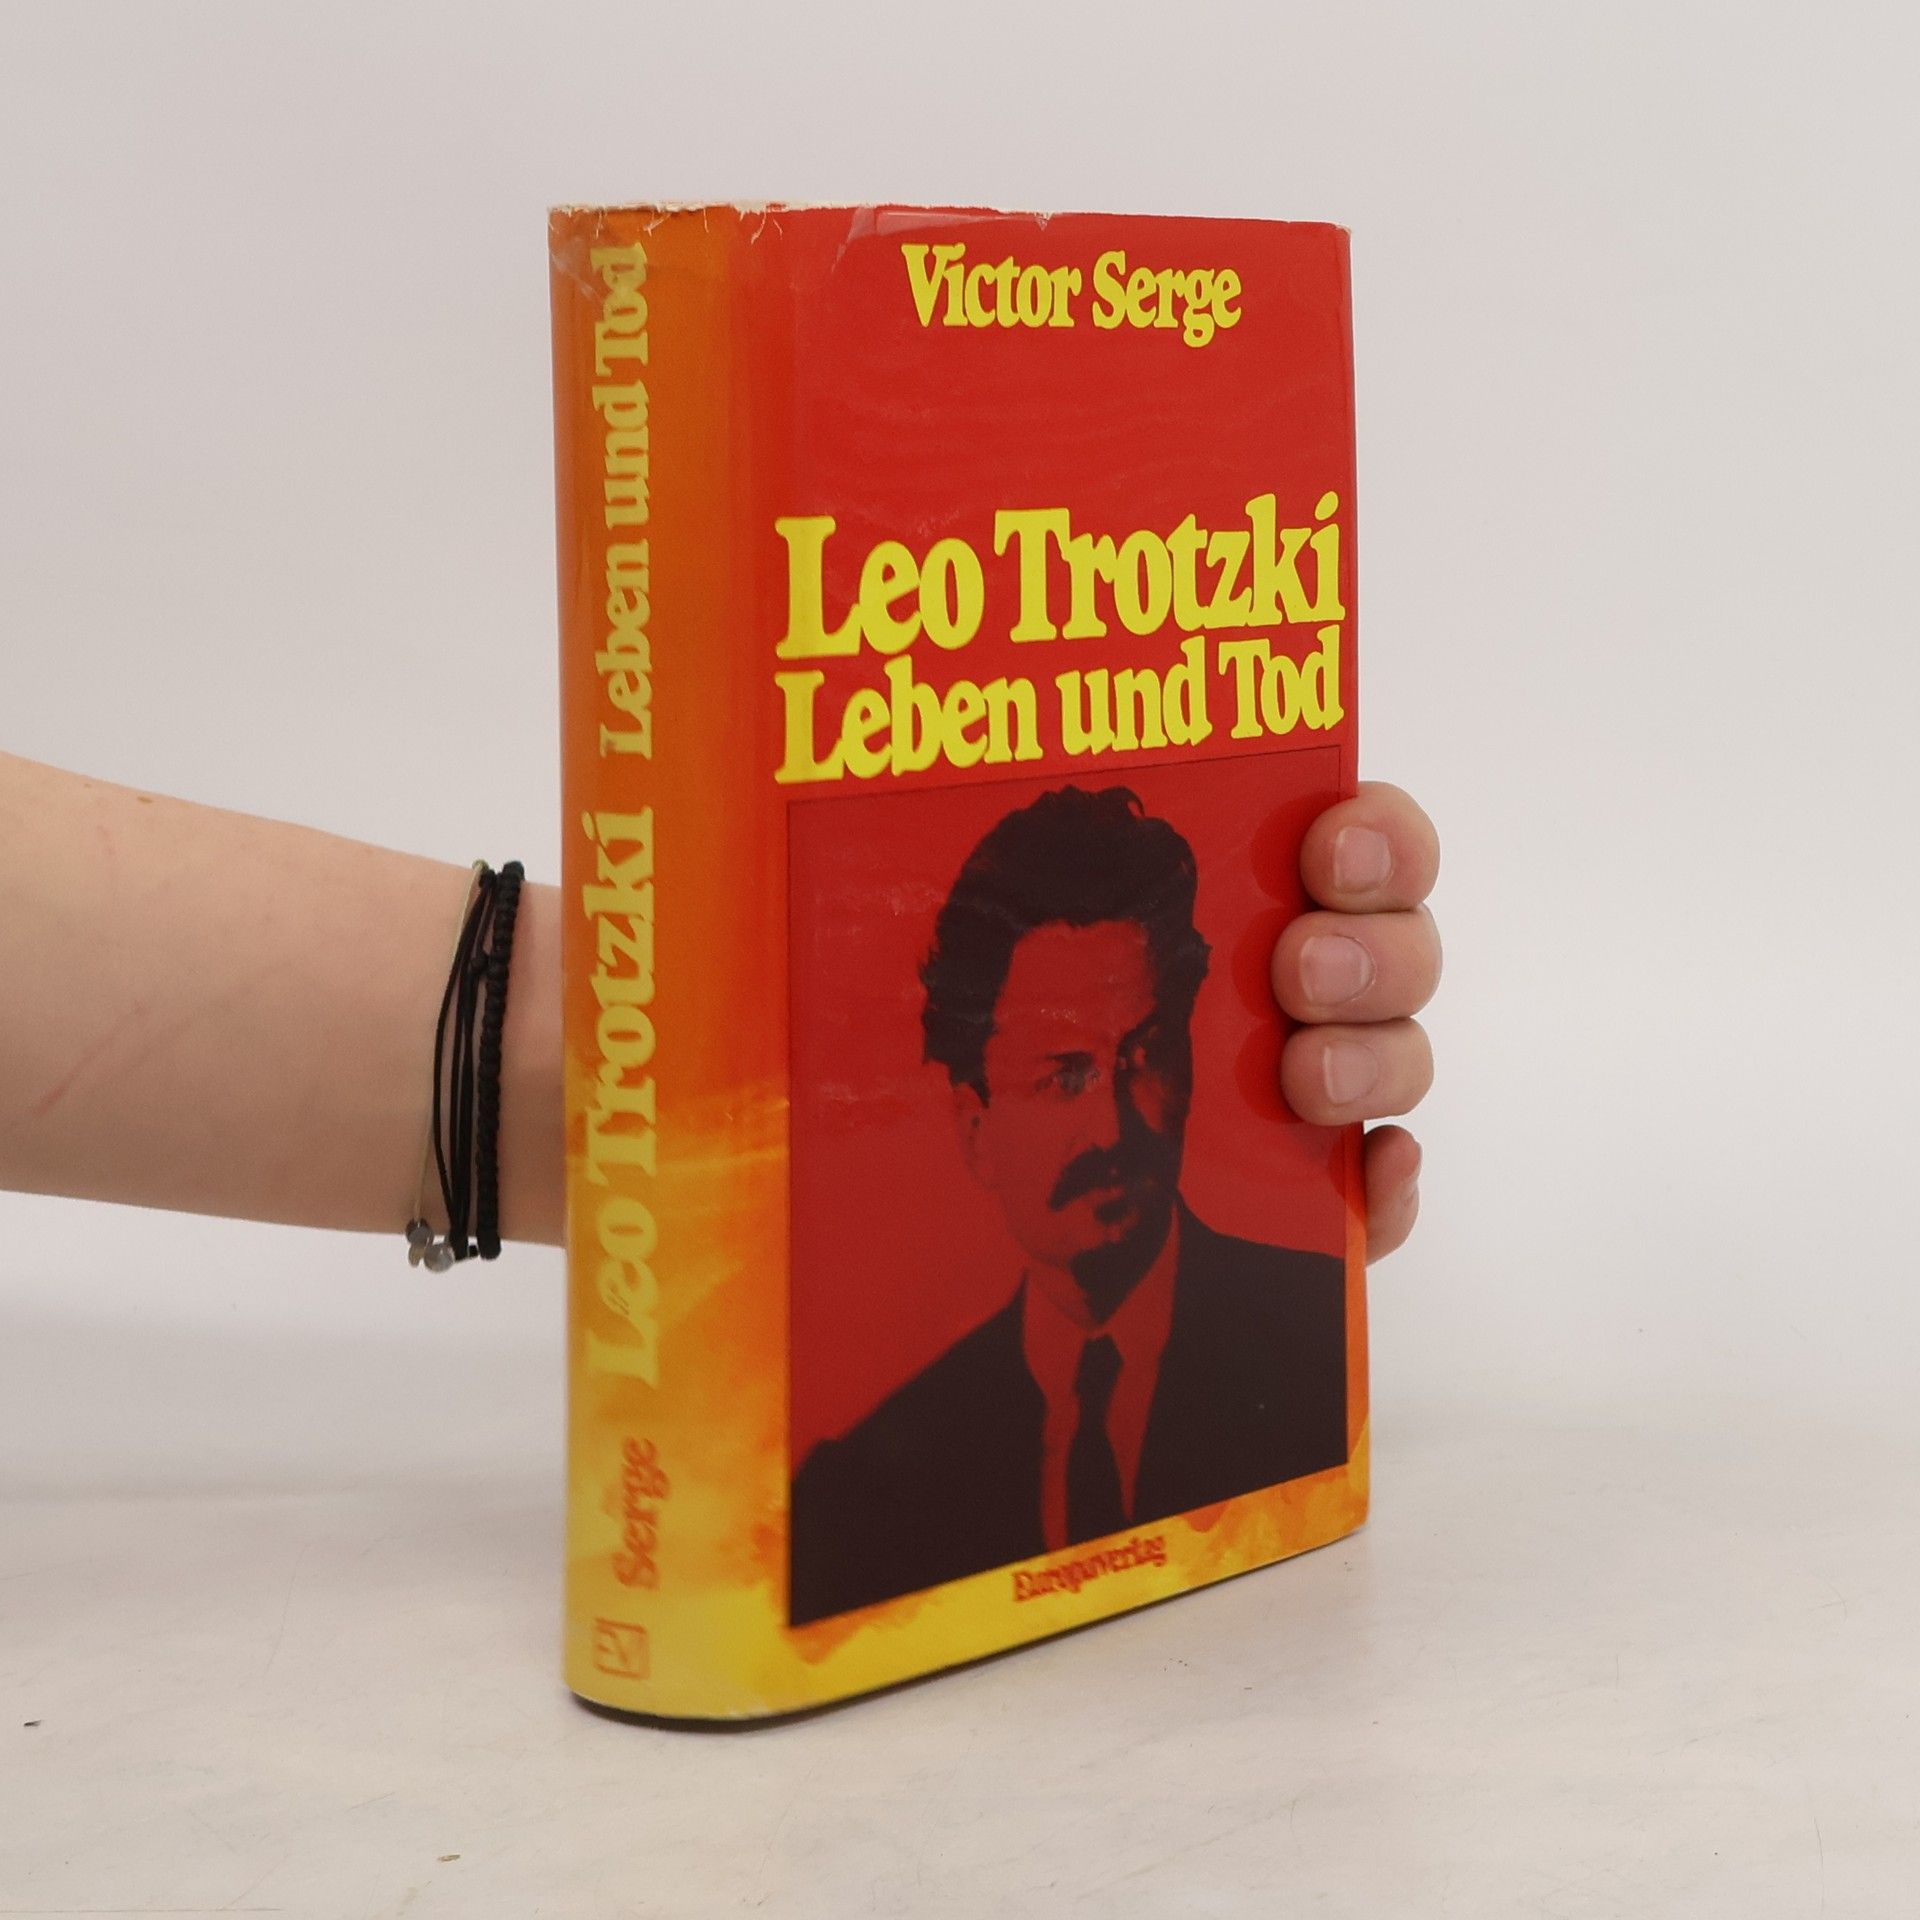 Victor Serge
Leo Trotzki
Leben und Tod
Europaverlag
Serge Leo Trotzki Leben und Tod